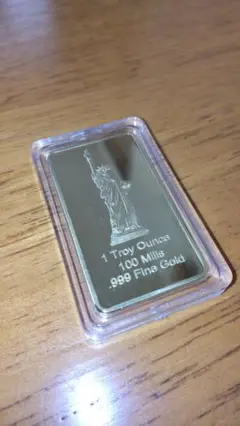 1 Troy Ounce
100 Mills
.999 Fine Gold